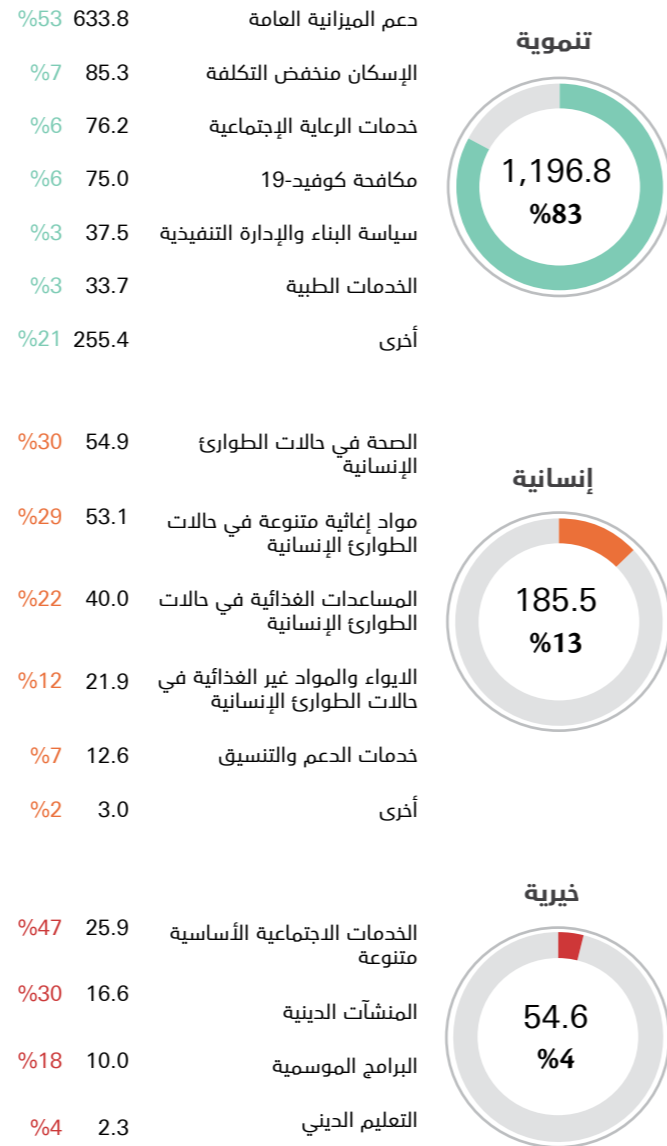 تنموية
1,196.8
%83
دعم الميزانية العامة 633.8 %53
الإسكان منخفض التكلفة 85.3 %7
خدمات الرعاية الإجتماعية 76.2 %6
مكافحة كوفيد-19 75.0 %6
سياسة البناء والإدارة التنفيذية 37.5 %3
الخدمات الطبية 33.7 %3
أخرى 255.4 %21
إنسانية
185.5
%13
الصحة في حالات الطوارئ 54.9 %30
الإنسانية
مواد إغاثية متنوعة في حالات 53.1 %29
الطوارئ الإنسانية
المساعدات الغذائية في حالات 40.0 %22
الطوارئ الإنسانية
الايواء والمواد غير الغذائية في 21.9 %12
حالات الطوارئ الإنسانية
خدمات الدعم والتنسيق 12.6 %7
أخرى 3.0 %2
خيرية
54.6
%4
الخدمات الاجتماعية الأساسية 25.9 %47
متنوعة
المنشآت الدينية 16.6 %30
البرامج الموسمية 10.0 %18
التعليم الديني 2.3 %4